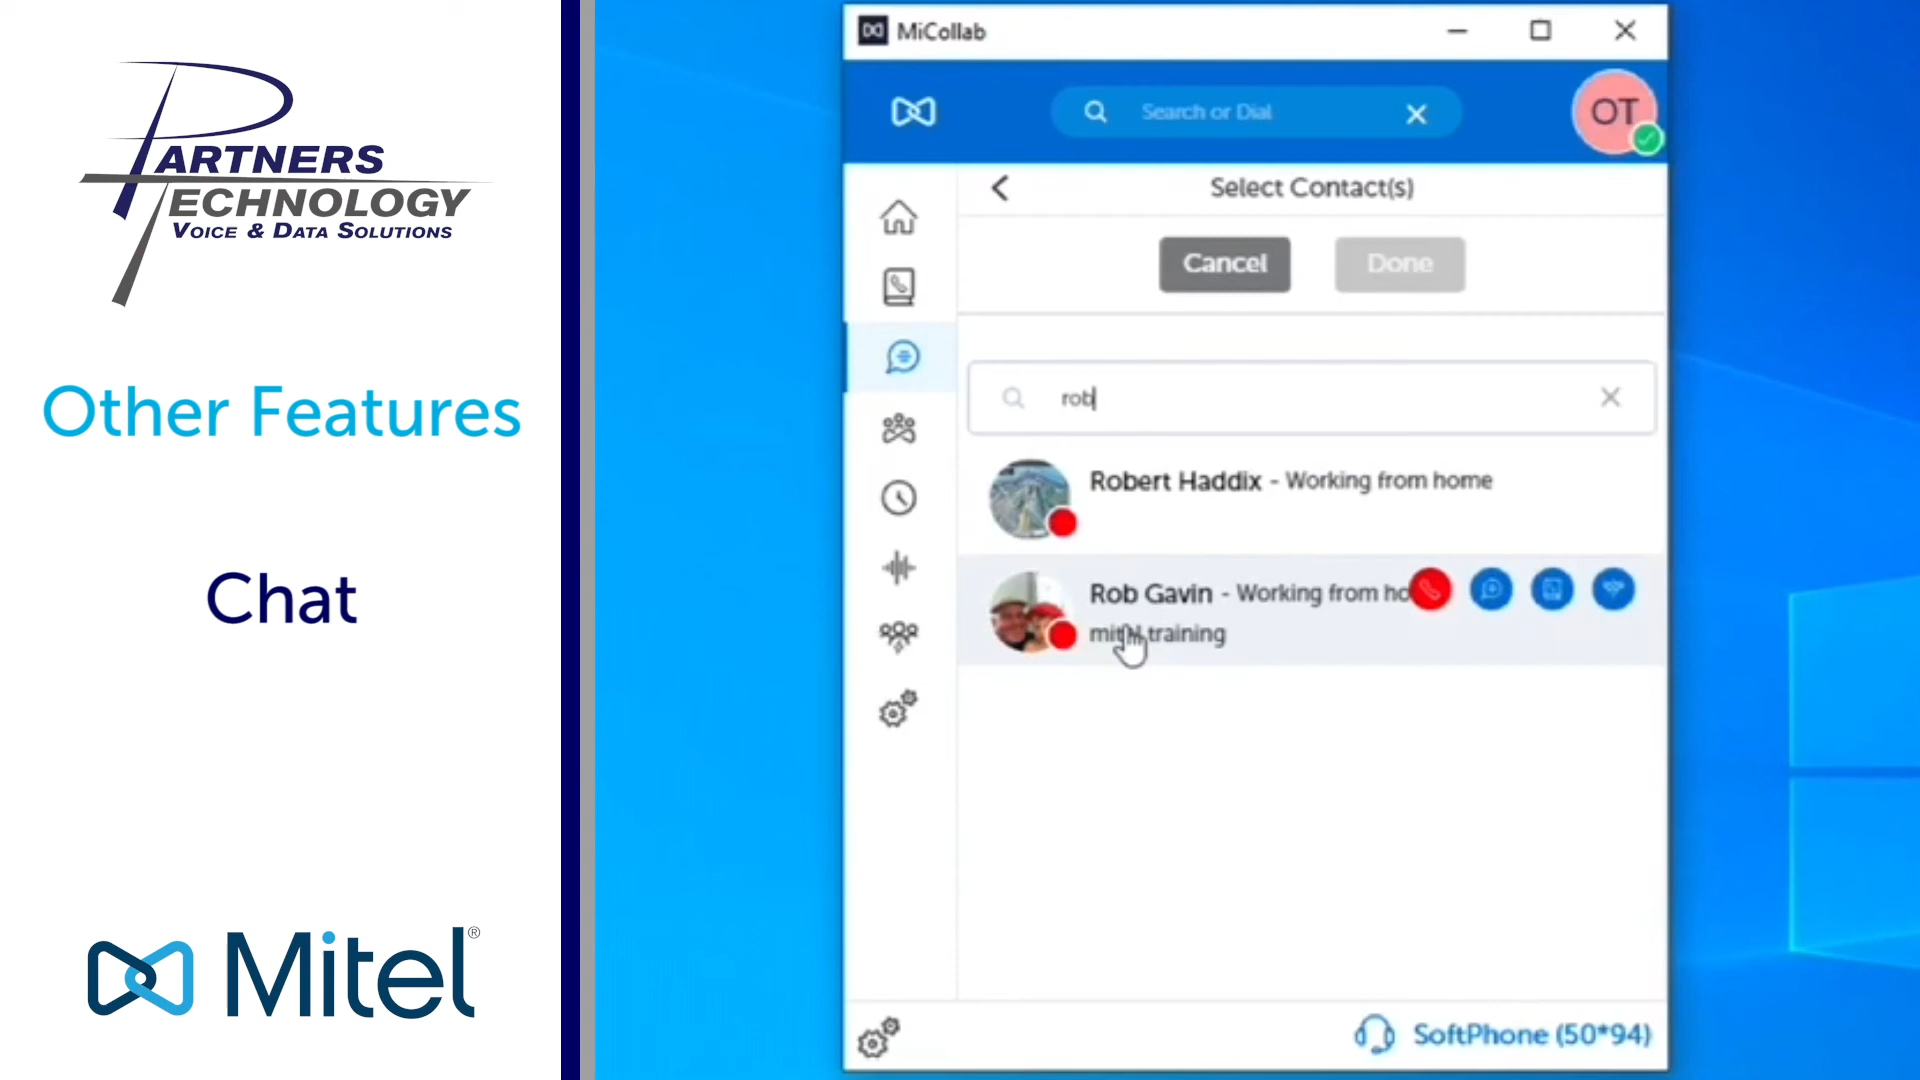 PARTNERS
TECHNOLOGY
VOICE & DATA SOLUTIONS
Other Features
Chat
Mitel®
MiCollab
Search or Dial
OT
Select Contact(s)
Cancel
Done
rob
Robert Haddix - Working from home
Rob Gavin - Working from ho
training
SoftPhone (50*94)